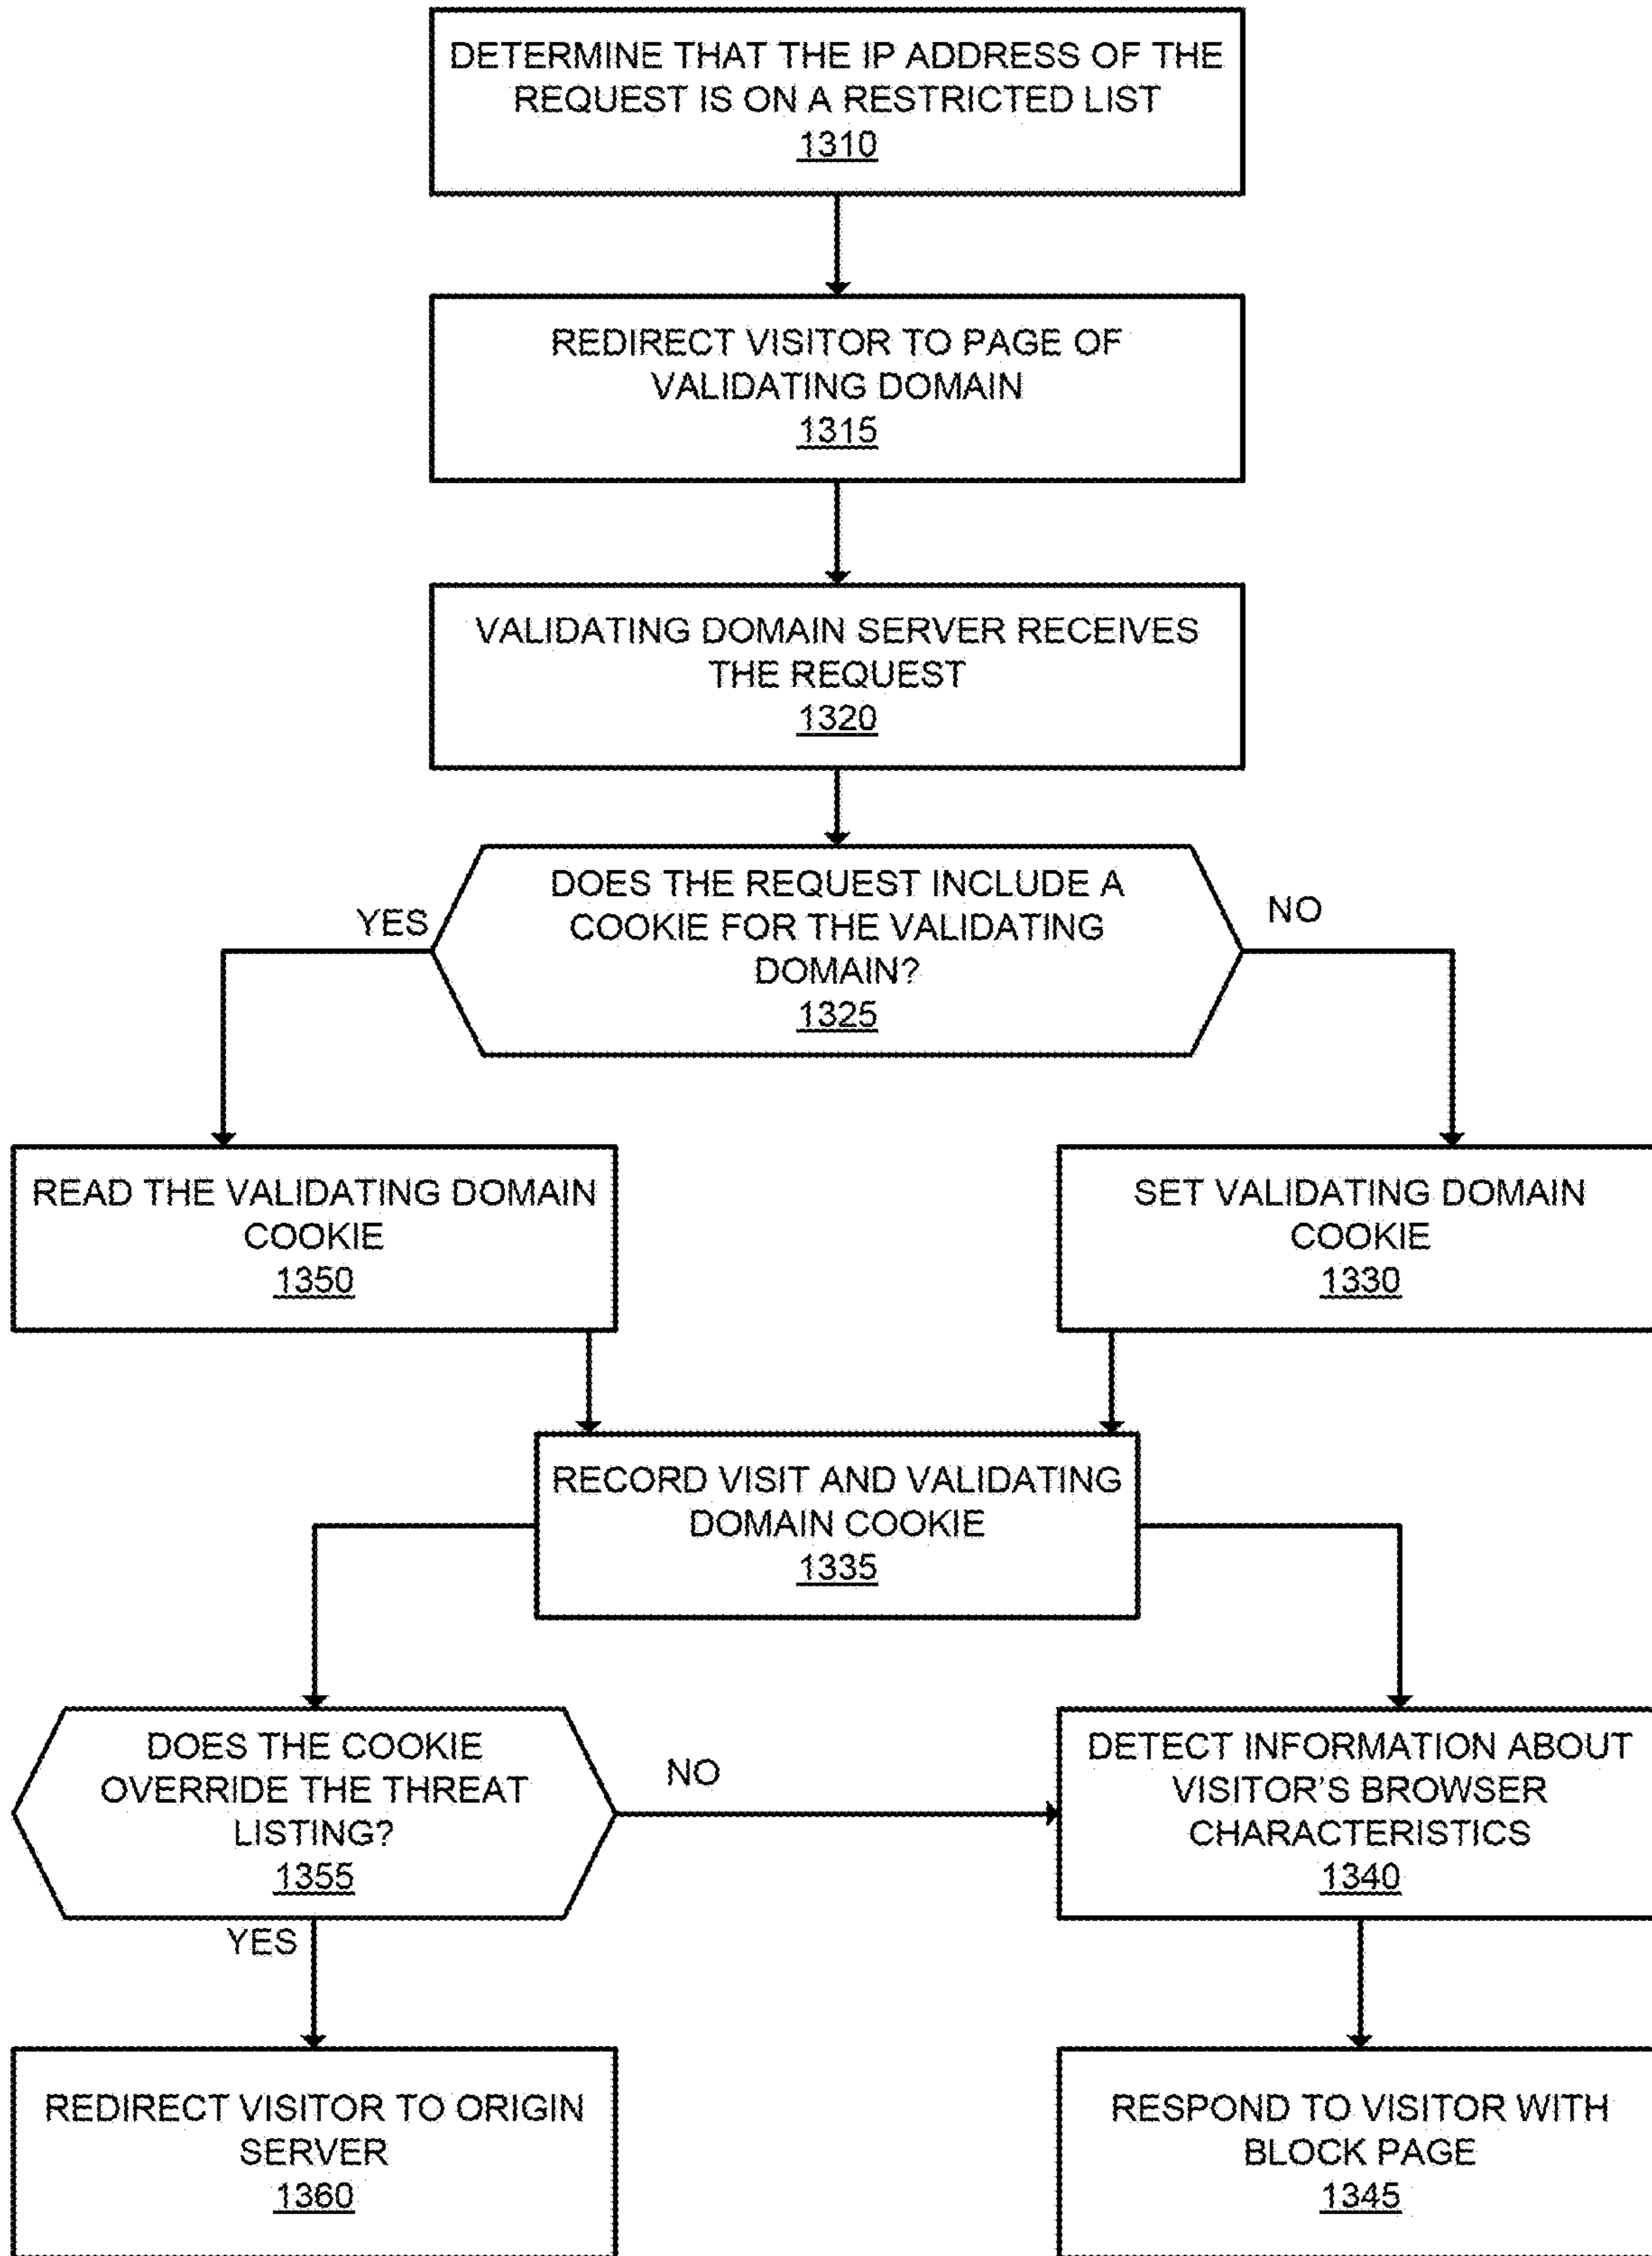 DETERMINE THAT THE IP ADDRESS OF THE
REQUEST IS ON A RESTRICTED LIST
1310
REDIRECT VISITOR TO PAGE OF
VALIDATING DOMAIN
1315
VALIDATING DOMAIN SERVER RECEIVES
THE REQUEST
1320
DOES THE REQUEST INCLUDE A
COOKIE FOR THE VALIDATING
DOMAIN?
1325
YES
NO
READ THE VALIDATING DOMAIN
COOKIE
1350
SET VALIDATING DOMAIN
COOKIE
1330
RECORD VISIT AND VALIDATING
DOMAIN COOKIE
1335
DOES THE COOKIE
OVERRIDE THE THREAT
LISTING?
1355
NO
YES
DETECT INFORMATION ABOUT
VISITOR'S BROWSER
CHARACTERISTICS
1340
REDIRECT VISITOR TO ORIGIN
SERVER
1360
RESPOND TO VISITOR WITH
BLOCK PAGE
1345